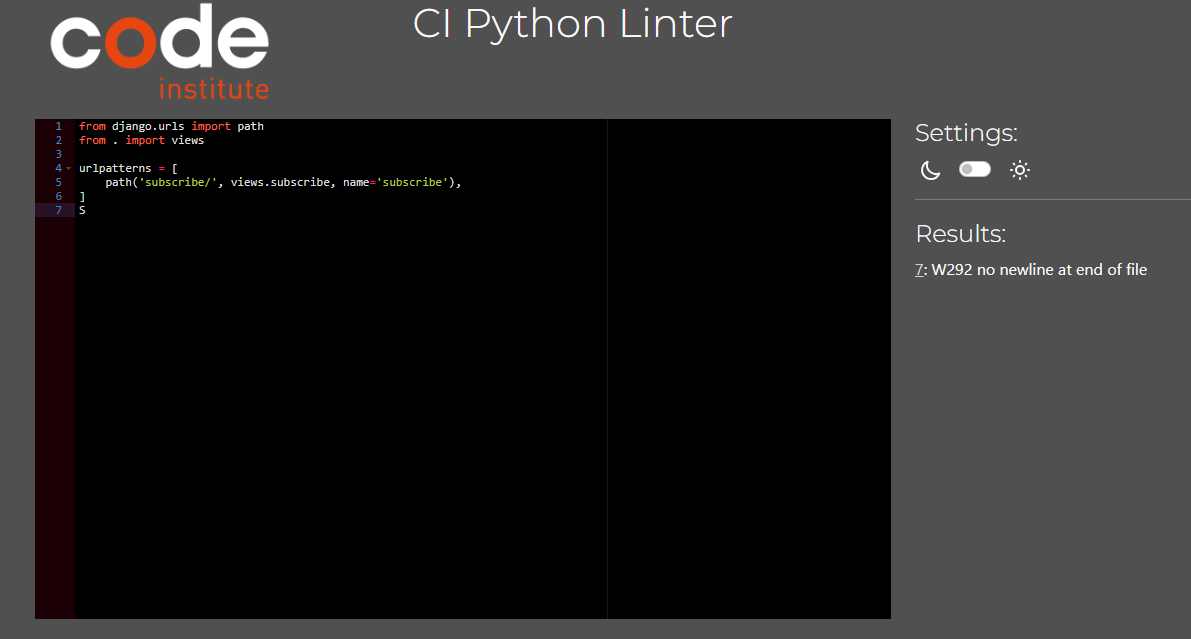 code
institute
CI Python Linter
1 from django.urls import path
2 from . import views
3
4 urlpatterns = [
5     path('subscribe/', views.subscribe, name='subscribe'),
6 ]
7 S
Settings:
Results:
7: W292 no newline at end of file